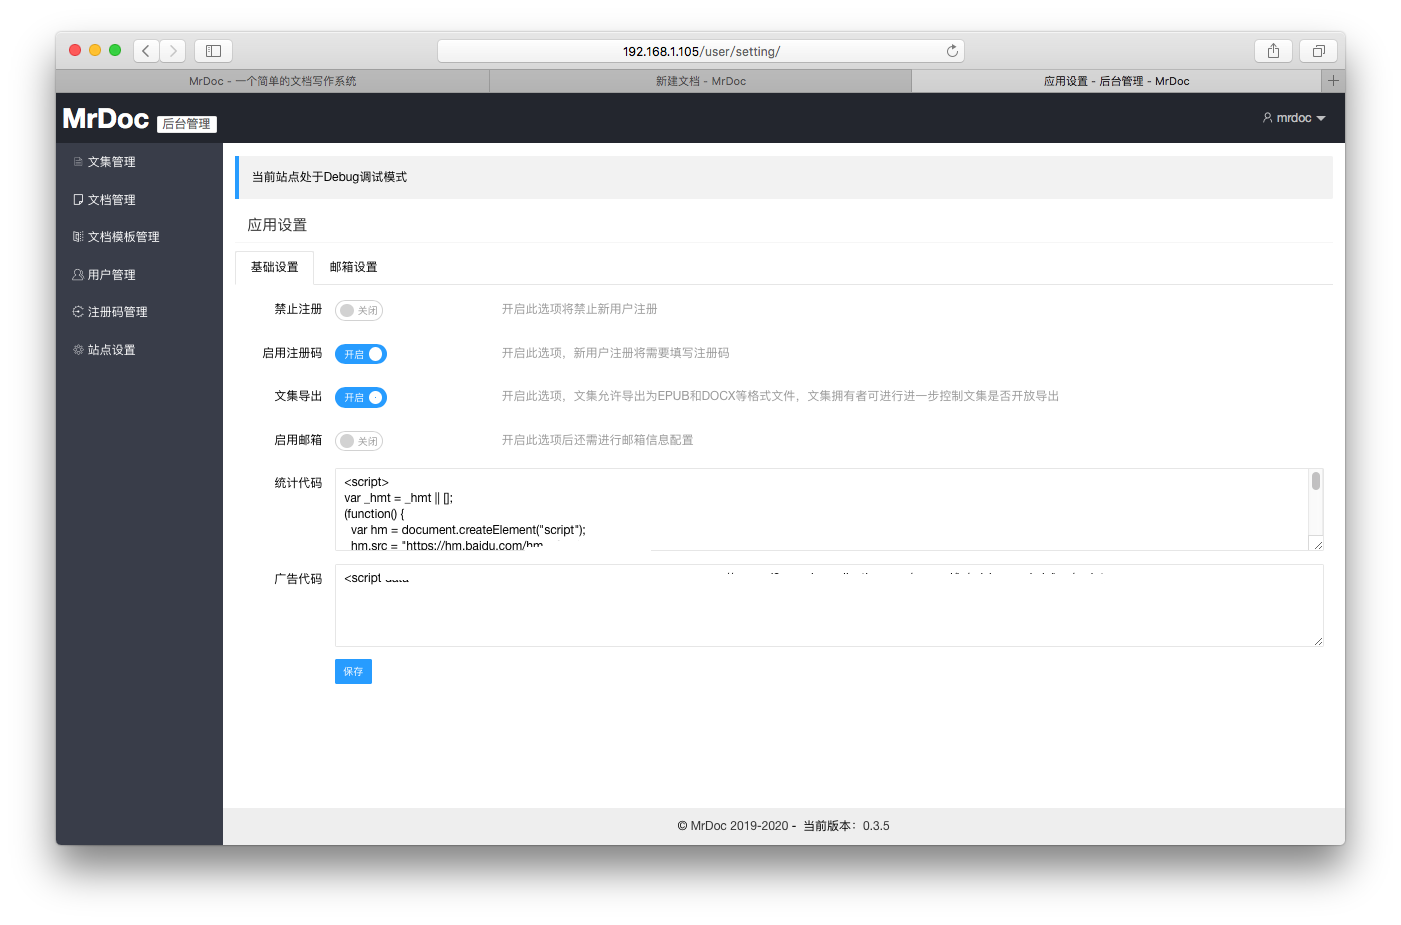 192.168.1.105/user/setting/
MrDoc - 一个简单的文档写作系统
新建文档 - MrDoc
应用设置 - 后台管理 - MrDoc
MrDoc 后台管理
mrdoc
文集管理
文档管理
文档模板管理
用户管理
注册码管理
站点设置
当前站点处于Debug调试模式
应用设置
基础设置 邮箱设置
禁止注册 关闭 开启此选项将禁止新用户注册
启用注册码 开启 开启此选项，新用户注册将需要填写注册码
文集导出 开启 开启此选项，文集允许导出为EPUB和DOCX等格式文件，文集拥有者可进行进一步控制文集是否开放导出
启用邮箱 关闭 开启此选项后还需进行邮箱信息配置
统计代码
<script>
var _hmt = _hmt || [];
(function() {
var hm = document.createElement("script");
hm.src = "https://hm.baidu.com/hm
广告代码
<script data
保存
© MrDoc 2019-2020 - 当前版本：0.3.5